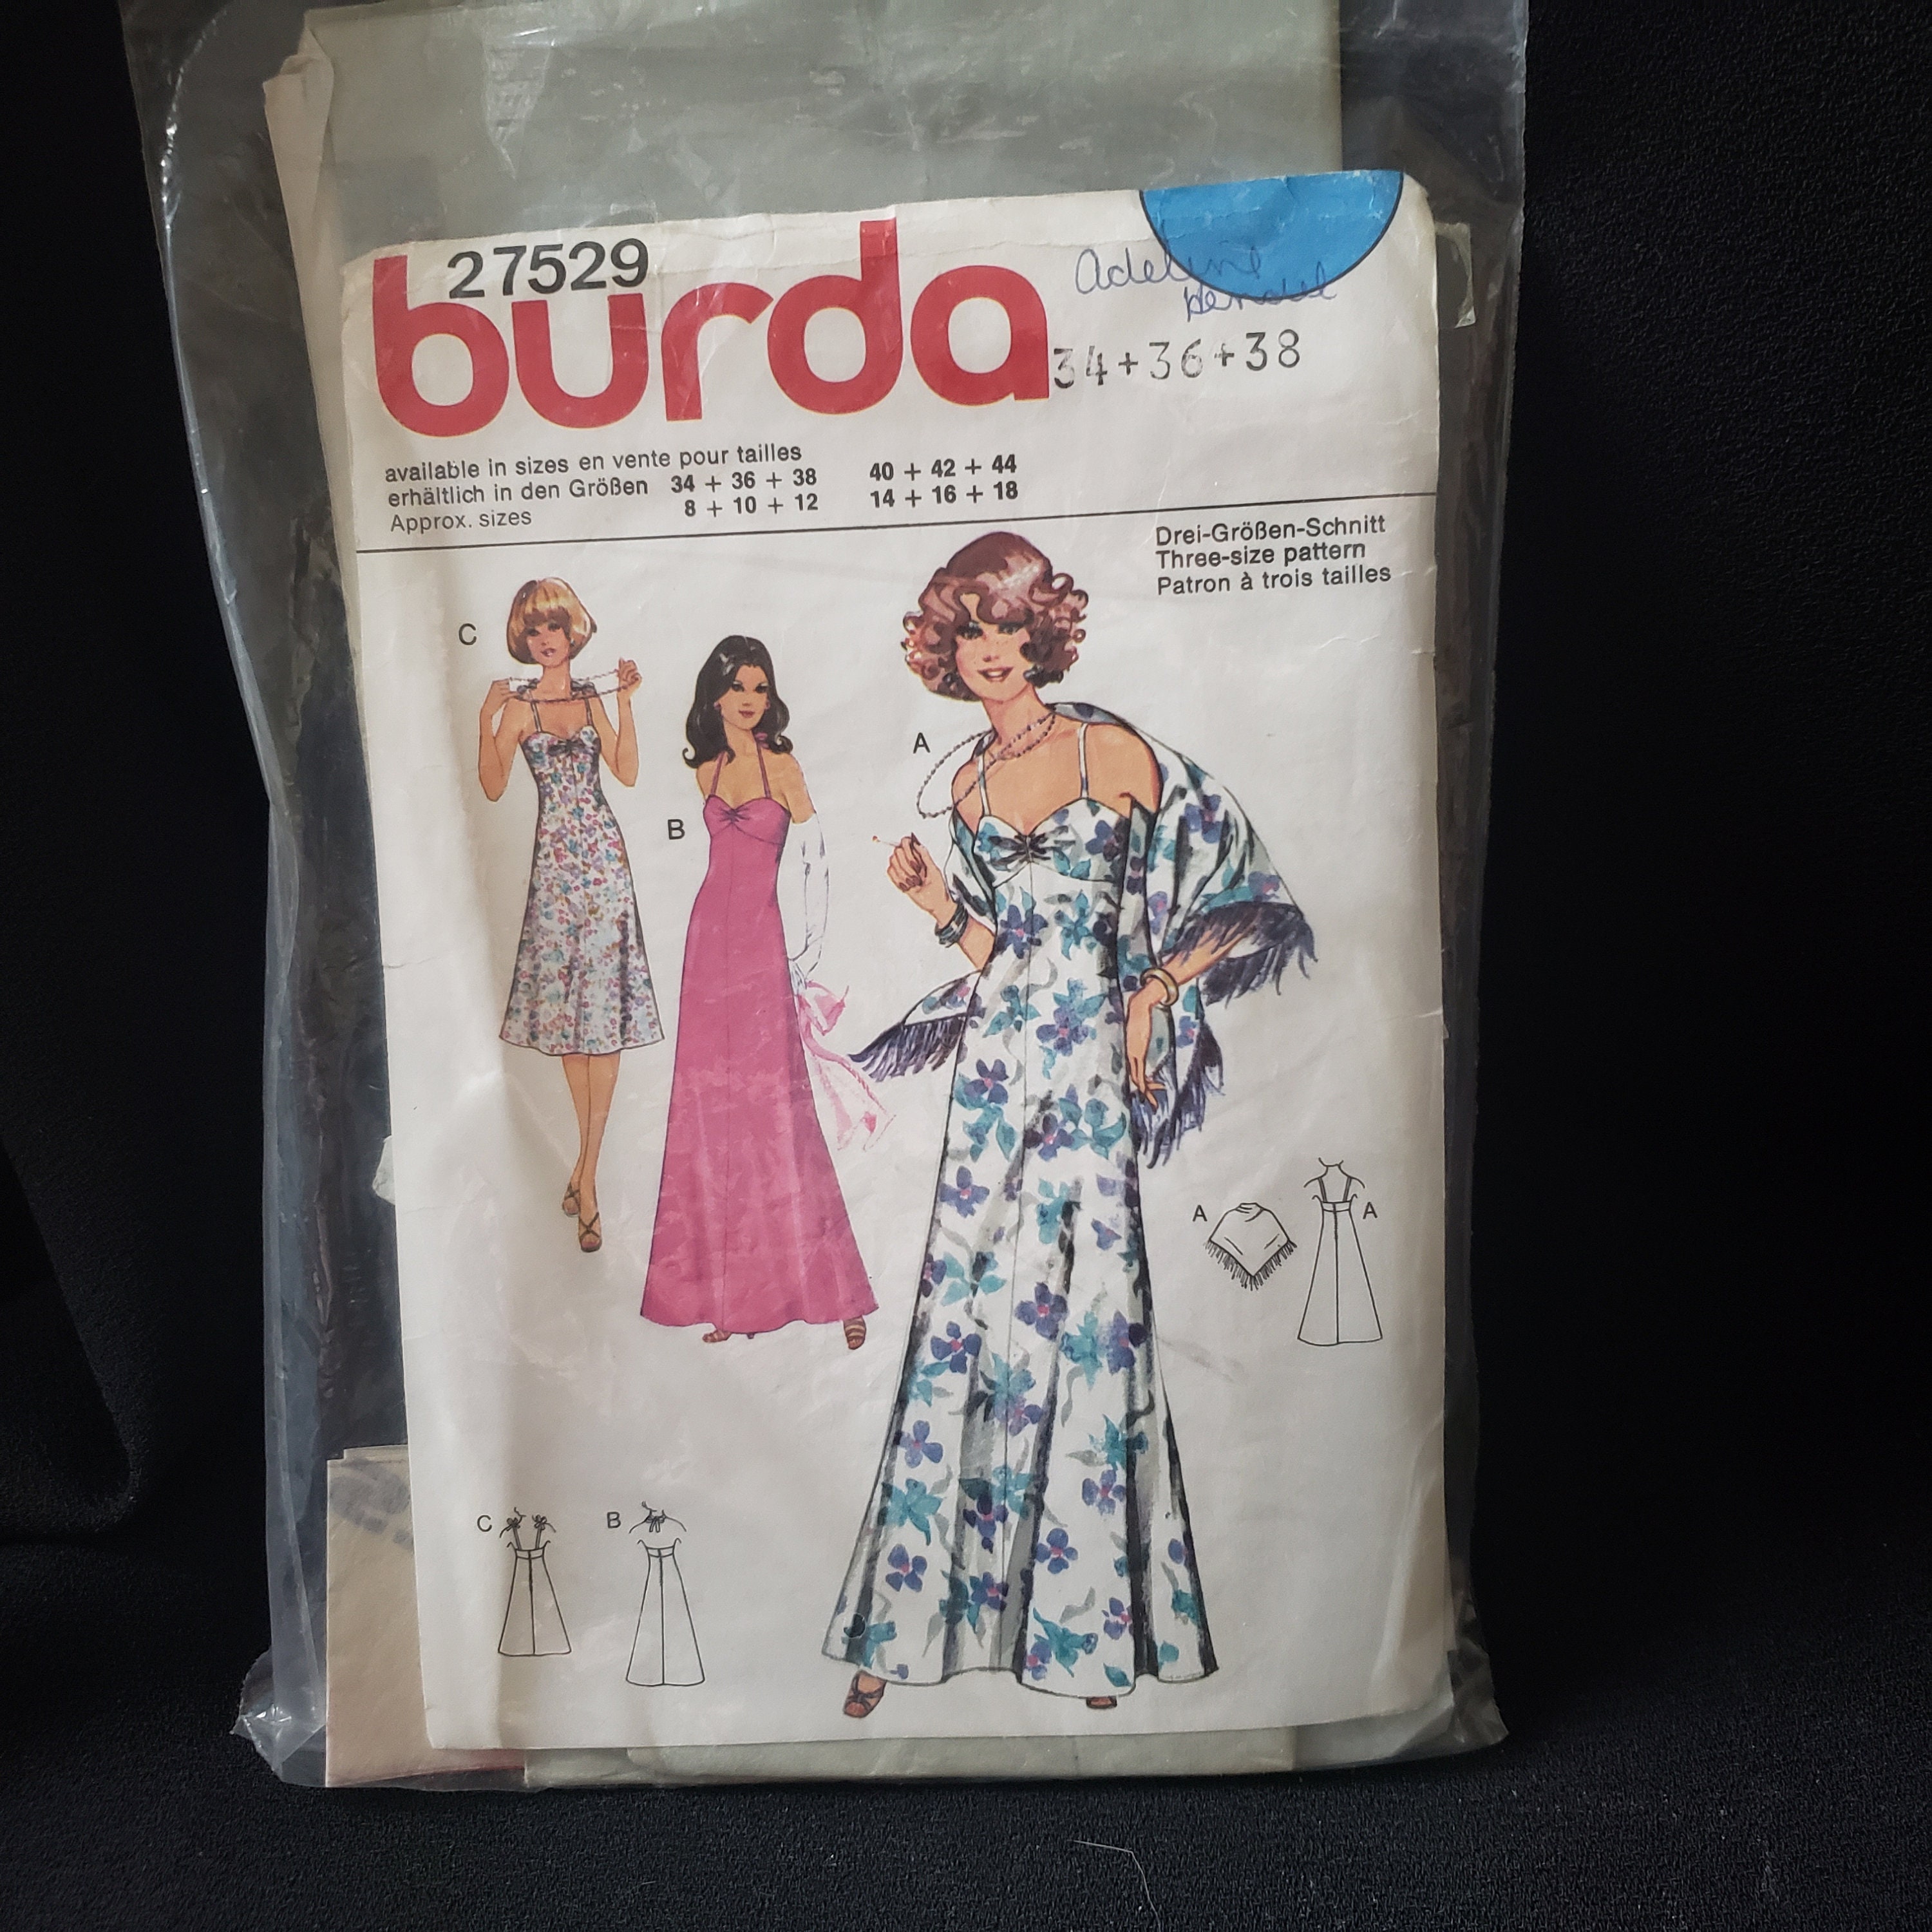 27529
burda
Adeline
34+36+38
available in sizes en vente pour tailles
erhältlich in den Größen 34 + 36 + 38 40 + 42 + 44
Approx. sizes 8 + 10 + 12 14 + 16 + 18
Drei-Größen-Schnitt
Three-size pattern
Patron à trois tailles
C
B
A
A
A
C
B